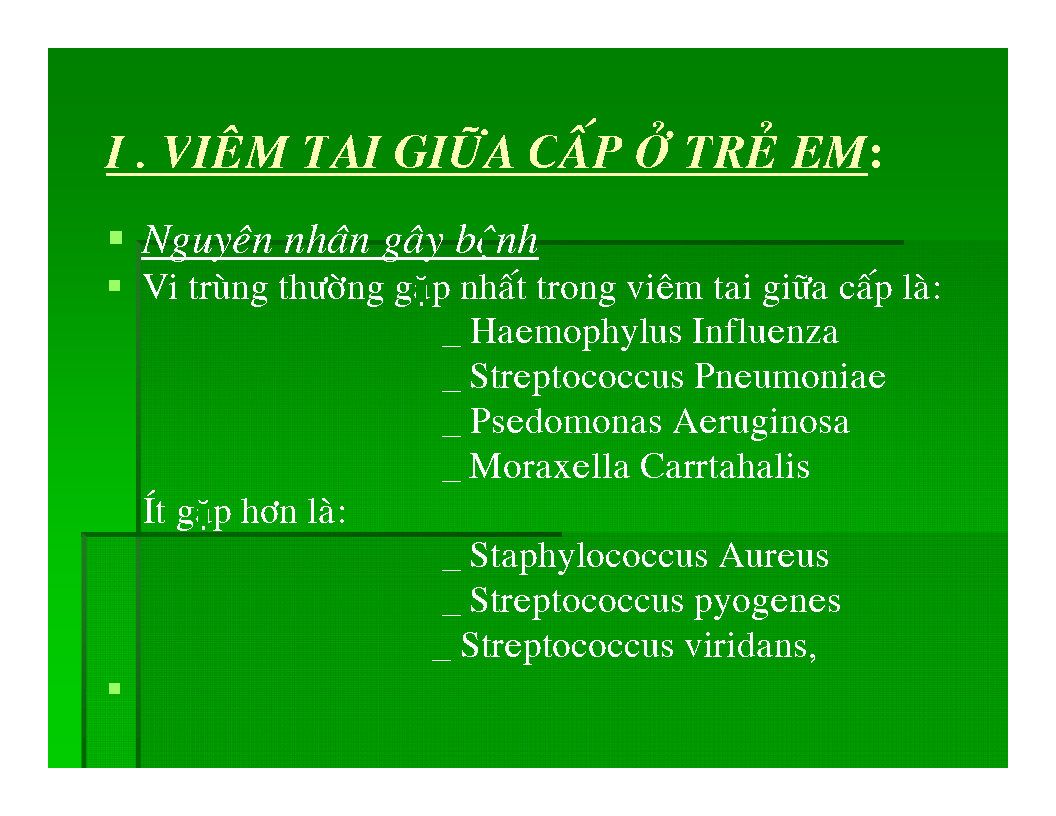 I . VIÊM TAI GIỮA CẤP Ở TRẺ EM:
Nguyên nhân gây bệnh
Vi trùng thường gặp nhất trong viêm tai giữa cấp là:
_ Haemophylus Influenza
_ Streptococcus Pneumoniae
_ Psedomonas Aeruginosa
_ Moraxella Carrtahalis
Ít gặp hơn là:
_ Staphylococcus Aureus
_ Streptococcus pyogenes
_ Streptococcus viridans,